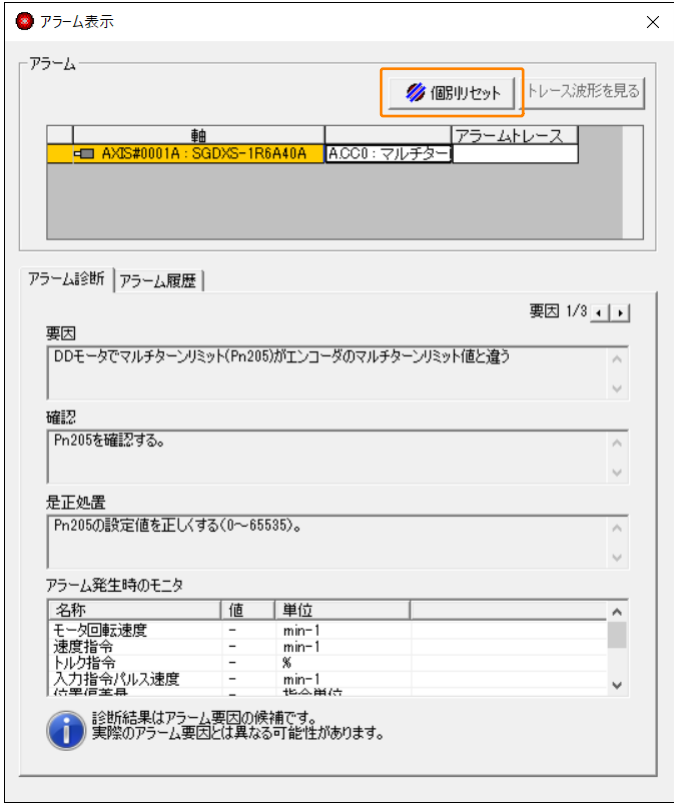 アラーム表示
アラーム
個別リセット
トレース波形を見る
軸 アラームトレース
AXIS#0001A : SGDXS-1R6A40A A.CC0 : マルチター
アラーム診断 アラーム履歴
要因 1/3
要因
DDモータでマルチターンリミット(Pn205)がエンコーダのマルチターンリミット値と違う
確認
Pn205を確認する。
是正処置
Pn205の設定値を正しくする(0～65535)。
アラーム発生時のモニタ
名称 値 単位
モータ回転速度 - min-1
速度指令 - min-1
トルク指令 - %
入力指令パルス速度 - min-1
位置偏差量 - 指令単位
診断結果はアラーム要因の候補です。
実際のアラーム要因とは異なる可能性があります。